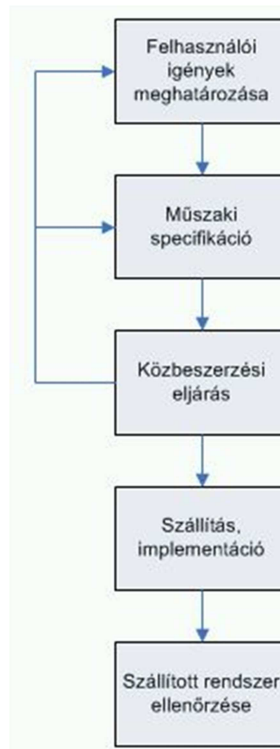 Felhasználói
igények
meghatározása
Műszaki
specifikáció
Közbeszerzési
eljárás
Szállítás,
implementáció
Szállított rendszer
ellenőrzése